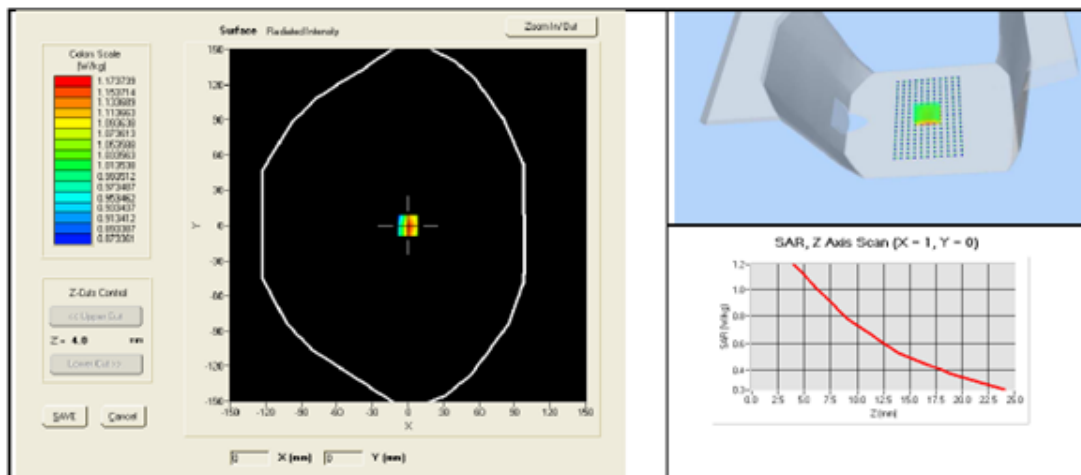 Surface Radiated Intensity
Zoom In/Out
Colors Scale
(W/kg)
1.173739
1.153714
1.133689
1.113663
1.093638
1.073613
1.053588
1.033563
1.013538
0.993512
0.973487
0.953462
0.933437
0.913412
0.893387
0.873361
Z-Cuts Control
<< Upper Cut
Z = 4.0 mm
Lower Cut >>
SAVE Cancel
150
120
90
60
30
0
-30
-60
-90
-120
-150
Y
-150 -120 -90 -60 -30 0 30 60 90 120 150
X
0 X (mm) 0 Y (mm)
SAR, Z Axis Scan (X = 1, Y = 0)
SAR (W/kg)
1.2
1.0
0.8
0.6
0.4
0.3
0.0 2.5 5.0 7.5 10.0 12.5 15.0 17.5 20.0 25.0
Z (mm)